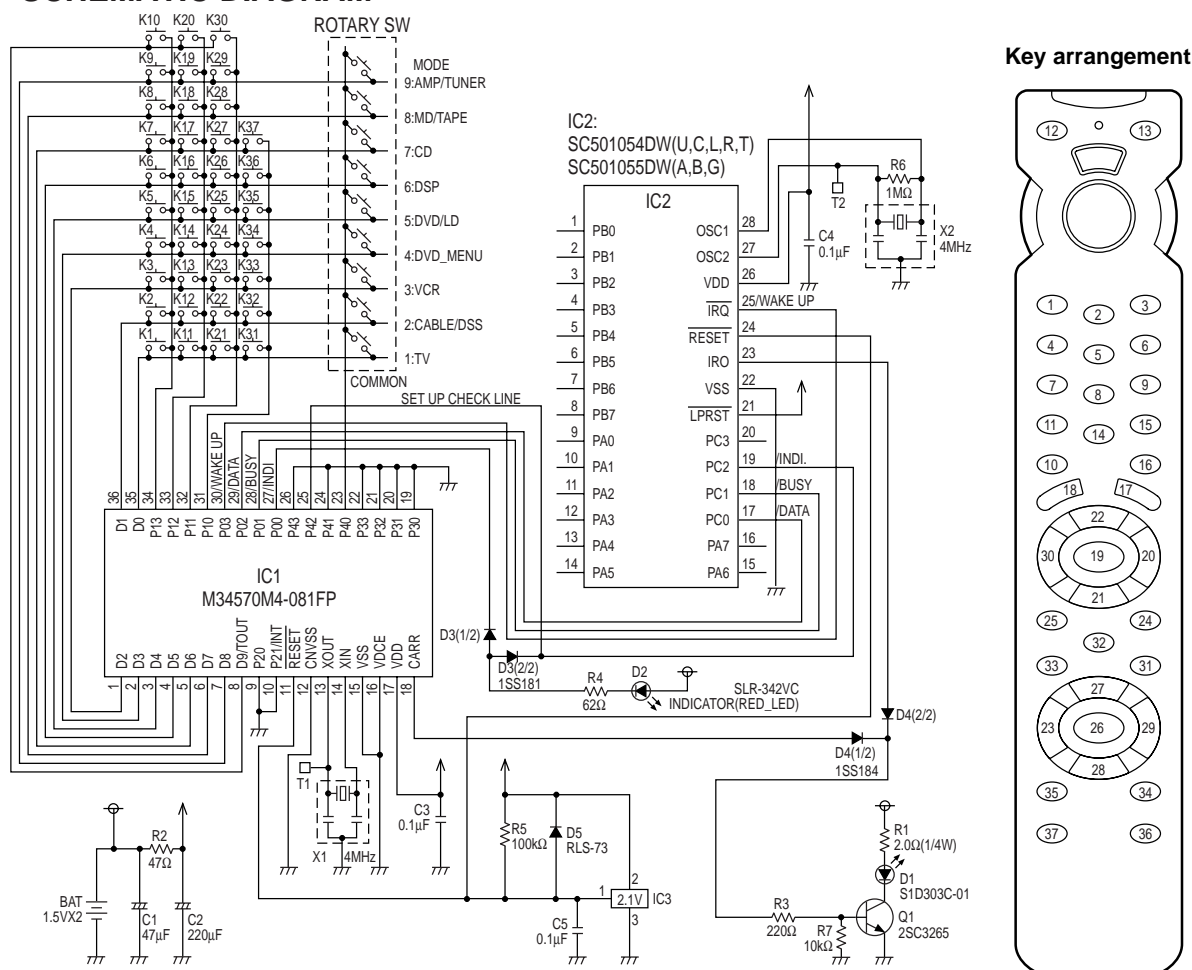 SCHEMATIC DIAGRAM
Key arrangement
K10 K20 K30
K9 K19 K29
K8 K18 K28
K7 K17 K27 K37
K6 K16 K26 K36
K5 K15 K25 K35
K4 K14 K24 K34
K3 K13 K23 K33
K2 K12 K22 K32
K1 K11 K21 K31
ROTARY SW
MODE
9:AMP/TUNER
8:MD/TAPE
7:CD
6:DSP
5:DVD/LD
4:DVD_MENU
3:VCR
2:CABLE/DSS
1:TV
COMMON
SET UP CHECK LINE
IC2:
SC501054DW(U,C,L,R,T)
SC501055DW(A,B,G)
IC2
1 PB0 OSC1 28
2 PB1 OSC2 27
3 PB2 VDD 26
4 PB3 IRQ 25/WAKE UP
5 PB4 RESET 24
6 PB5 IRO 23
7 PB6 VSS 22
8 PB7 LPRST 21
9 PA0 PC3 20
10 PA1 PC2 19 /INDI.
11 PA2 PC1 18 /BUSY
12 PA3 PC0 17 /DATA
13 PA4 PA7 16
14 PA5 PA6 15
T2
R6
1MΩ
X2
4MHz
C4
0.1µF
36 35 34 33 32 31 30/WAKE UP 29/DATA 28/BUSY 27/INDI 26 25 24 23 22 21 20 19
D1 D0 P13 P12 P11 P10 P03 P02 P01 P00 P43 P42 P41 P40 P33 P32 P31 P30
IC1
M34570M4-081FP
D2 D3 D4 D5 D6 D7 D8 D9/TOUT P20 P21/INT RESET CNVSS XOUT XIN VSS VDCE VDD CARR
1 2 3 4 5 6 7 8 9 10 11 12 13 14 15 16 17 18
D3(1/2)
D3(2/2)
1SS181
R4
62Ω
D2
SLR-342VC
INDICATOR(RED_LED)
D4(2/2)
D4(1/2)
1SS184
T1
X1 4MHz
C3
0.1µF
R5
100kΩ
D5
RLS-73
1 2.1V 2 3 IC3
C5
0.1µF
R2
47Ω
BAT
1.5VX2
C1
47µF
C2
220µF
R1
2.0Ω(1/4W)
D1
S1D303C-01
R3
220Ω
R7
10kΩ
Q1
2SC3265
12 13
1 2 3
4 5 6
7 8 9
11 14 15
10 16
18 17
22
30 19 20
21
25 24
32
33 31
27
23 26 29
28
35 34
37 36